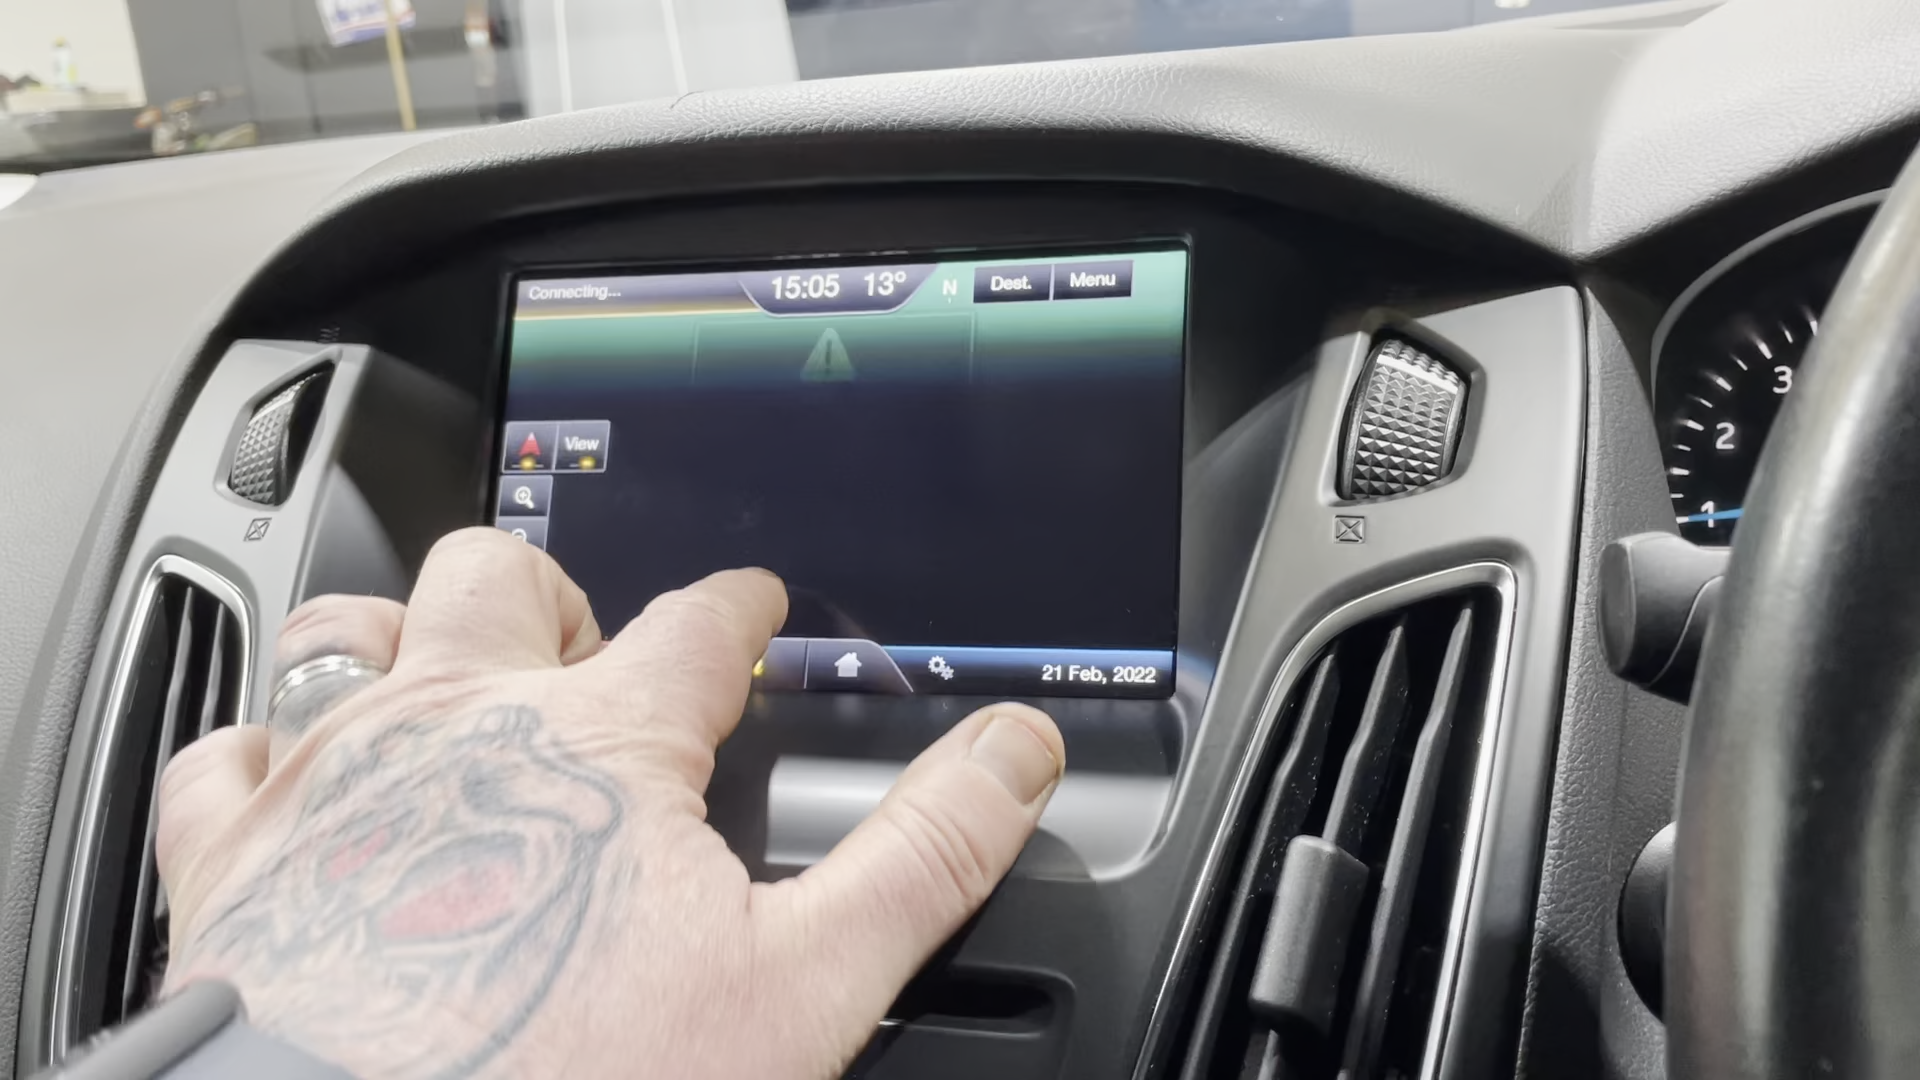 Connecting...
15:05 13°
N
Dest.
Menu
View
21 Feb, 2022
3
2
1